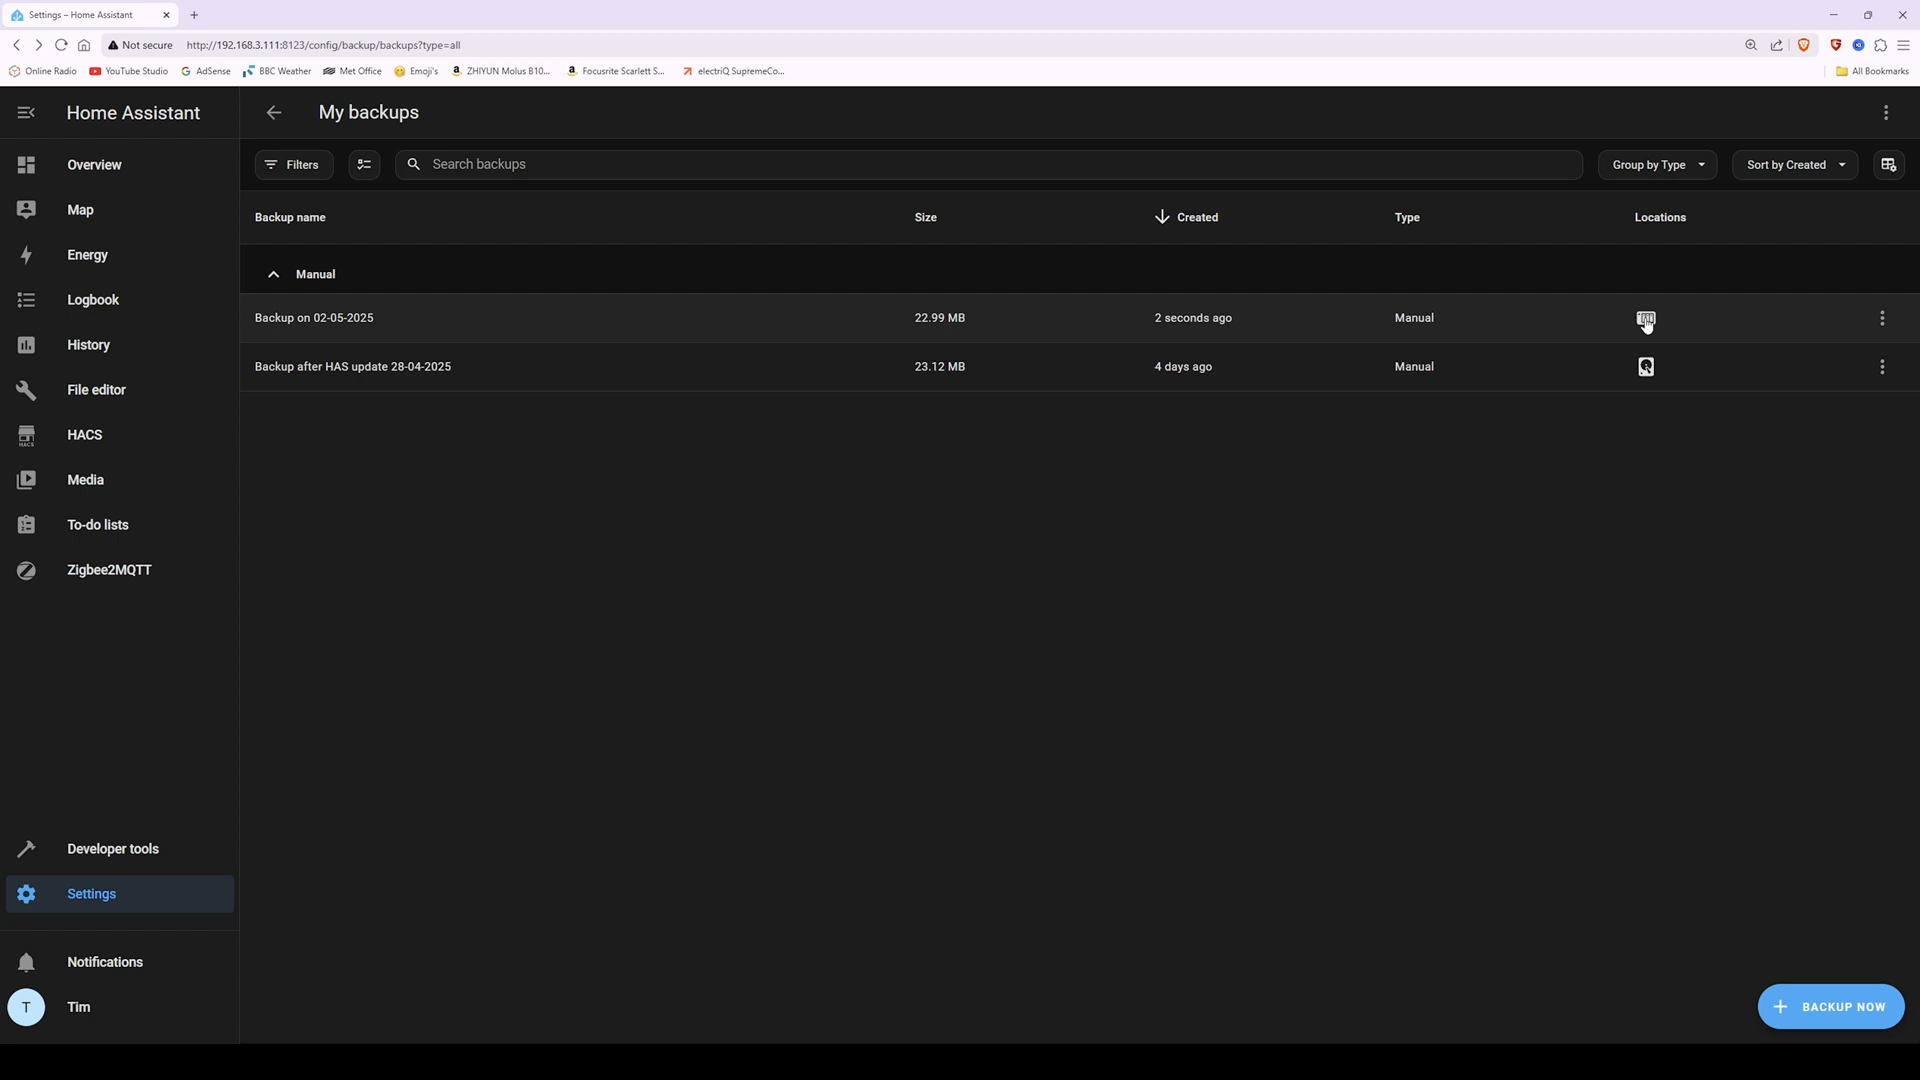 Settings – Home Assistant
Not secure http://192.168.3.111:8123/config/backup/backups?type=all
Online Radio YouTube Studio AdSense BBC Weather Met Office Emoji's ZHIYUN Molus B10... Focusrite Scarlett S... electriQ SupremeCo... All Bookmarks
Home Assistant
My backups
Overview
Filters
Search backups
Group by Type
Sort by Created
Map
Backup name Size Created Type Locations
Energy
Manual
Logbook
Backup on 02-05-2025 22.99 MB 2 seconds ago Manual
History
Backup after HAS update 28-04-2025 23.12 MB 4 days ago Manual
File editor
HACS
HACS
Media
To-do lists
Zigbee2MQTT
Developer tools
Settings
Notifications
T Tim
BACKUP NOW